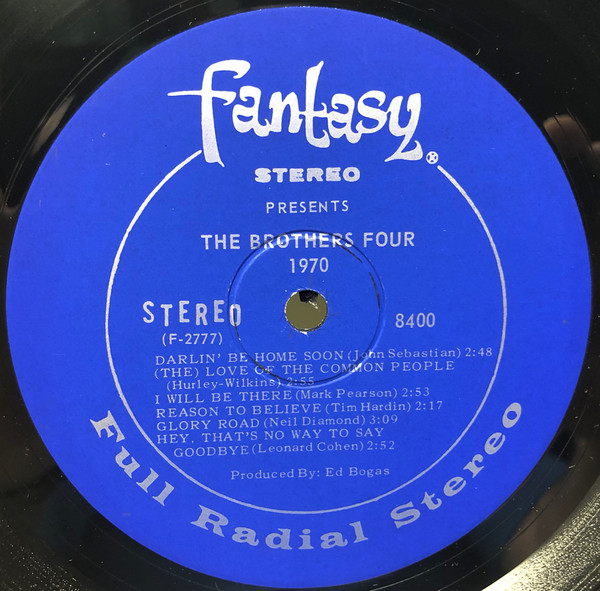 fantasy
STEREO
PRESENTS
THE BROTHERS FOUR
1970
STEREO
(F-2777)
8400
DARLIN' BE HOME SOON (John Sebastian) 2:48
(THE) LOVE OF THE COMMON PEOPLE
(Hurley-Wilkins) 2:55
I WILL BE THERE (Mark Pearson) 2:53
REASON TO BELIEVE (Tim Hardin) 2:17
GLORY ROAD (Neil Diamond) 3:09
HEY, THAT'S NO WAY TO SAY
GOODBYE (Leonard Cohen) 2:52
Produced By: Ed Bogas
Full Radial Stereo